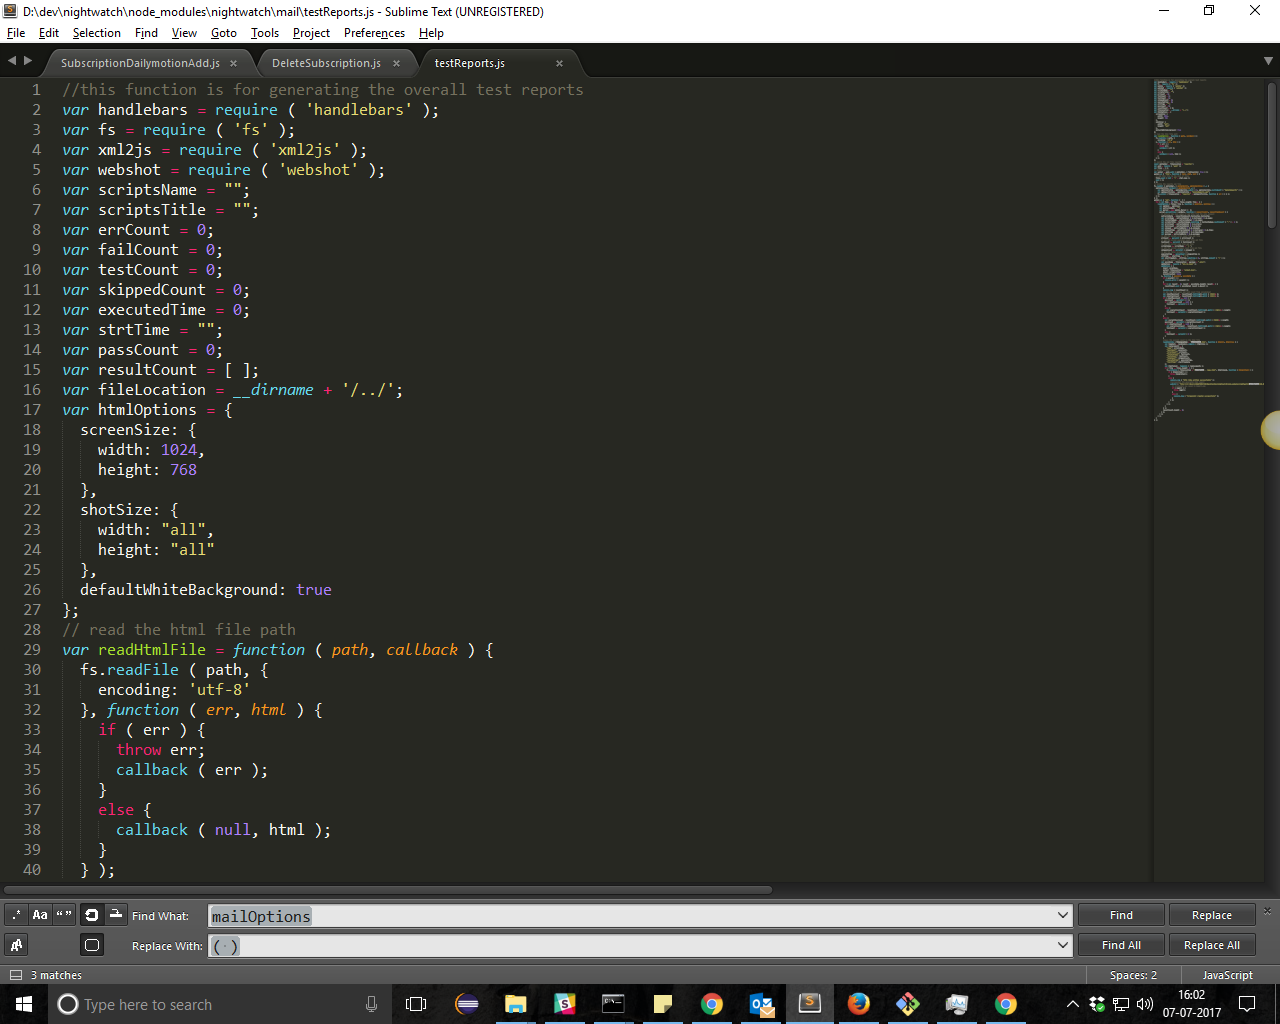 D:\dev\nightwatch\node_modules\nightwatch\mail\testReports.js - Sublime Text (UNREGISTERED)
File Edit Selection Find View Goto Tools Project Preferences Help
SubscriptionDailymotionAdd.js × DeleteSubscription.js × testReports.js ×
1 //this function is for generating the overall test reports
2 var handlebars = require ( 'handlebars' );
3 var fs = require ( 'fs' );
4 var xml2js = require ( 'xml2js' );
5 var webshot = require ( 'webshot' );
6 var scriptsName = "";
7 var scriptsTitle = "";
8 var errCount = 0;
9 var failCount = 0;
10 var testCount = 0;
11 var skippedCount = 0;
12 var executedTime = 0;
13 var strtTime = "";
14 var passCount = 0;
15 var resultCount = [ ];
16 var fileLocation = __dirname + '/../';
17 var htmlOptions = {
18 screenSize: {
19 width: 1024,
20 height: 768
21 },
22 shotSize: {
23 width: "all",
24 height: "all"
25 },
26 defaultWhiteBackground: true
27 };
28 // read the html file path
29 var readHtmlFile = function ( path, callback ) {
30 fs.readFile ( path, {
31 encoding: 'utf-8'
32 }, function ( err, html ) {
33 if ( err ) {
34 throw err;
35 callback ( err );
36 }
37 else {
38 callback ( null, html );
39 }
40 } );
.* Aa “ ” Find What: mailOptions Find Replace
Replace With: ( ) Find All Replace All
3 matches Spaces: 2 JavaScript
Type here to search
16:02
07-07-2017